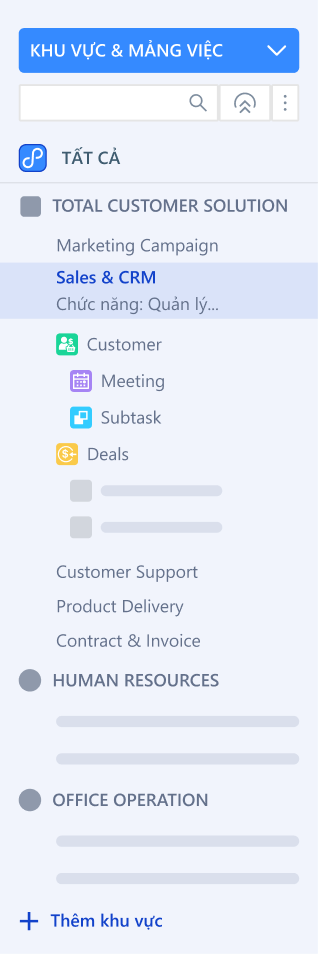 KHU VỰC & MẢNG VIỆC
TẤT CẢ
TOTAL CUSTOMER SOLUTION
Marketing Campaign
Sales & CRM
Chức năng: Quản lý...
Customer
Meeting
Subtask
Deals
Customer Support
Product Delivery
Contract & Invoice
HUMAN RESOURCES
OFFICE OPERATION
Thêm khu vực